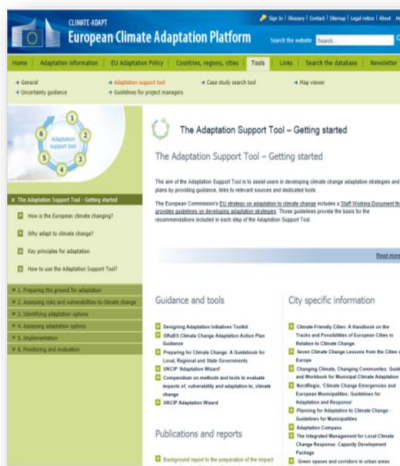 CLIMATE-ADAPT
Sign In | Glossary | Contact | Sitemap | Legal notice | About
European Climate Adaptation Platform
Search the website Search...
Home | Adaptation information | EU Adaptation Policy | Countries, regions, cities | Tools | Links | Search the database | Newsletter
General
Adaptation support tool
Case study search tool
Map viewer
Uncertainty guidance
Guidelines for project managers
Adaptation support tool
1
2
3
4
5
6
The Adaptation Support Tool - Getting started
How is the European climate changing?
Why adapt to climate change?
Key principles for adaptation
How to use the Adaptation Support Tool?
1. Preparing the ground for adaptation
2. Assessing risks and vulnerabilities to climate change
3. Identifying adaptation options
4. Assessing adaptation options
5. Implementation
6. Monitoring and evaluation
The Adaptation Support Tool – Getting started
The Adaptation Support Tool – Getting started
The aim of the Adaptation Support Tool is to assist users in developing climate change adaptation strategies and
plans by providing guidance, links to relevant sources and dedicated tools.
The European Commission's EU strategy on adaptation to climate change includes a Staff Working Document
provides guidelines on developing adaptation strategies. Those guidelines provide the basis for the
recommendations included in each step of the Adaptation Support Tool.
Read more
Guidance and tools
Designing Adaptation Initiatives Toolkit
GRaBS Climate Change Adaptation Action Plan
Guidance
Preparing for Climate Change: A Guidebook for
Local, Regional and State Governments
UKCIP 'Adaptation Wizard'
Compendium on methods and tools to evaluate
impacts of, vulnerability and adaptation to, climate
change
UKCIP Adaptation Wizard
Publications and reports
Background report to the preparation of the Impact
City specific information
Climate-Friendly Cities: A Handbook on the
Tracks and Possibilities of European Cities in
Relation to Climate Change.
Seven Climate Change Lessons from the Cities
Europe
Changing Climate, Changing Communities:
and Workbook for Municipal Climate Adaptation
NordRegio, 'Climate Change Emergencies and
European Municipalities: Guidelines for
Adaptation and Response'
Planning for Adaptation to Climate Change -
Guidelines for Municipalities
Adaptation Compass
The Integrated Management for Local Climate
Change Response: Capacity Development
Package
Green spaces and corridors in urban areas